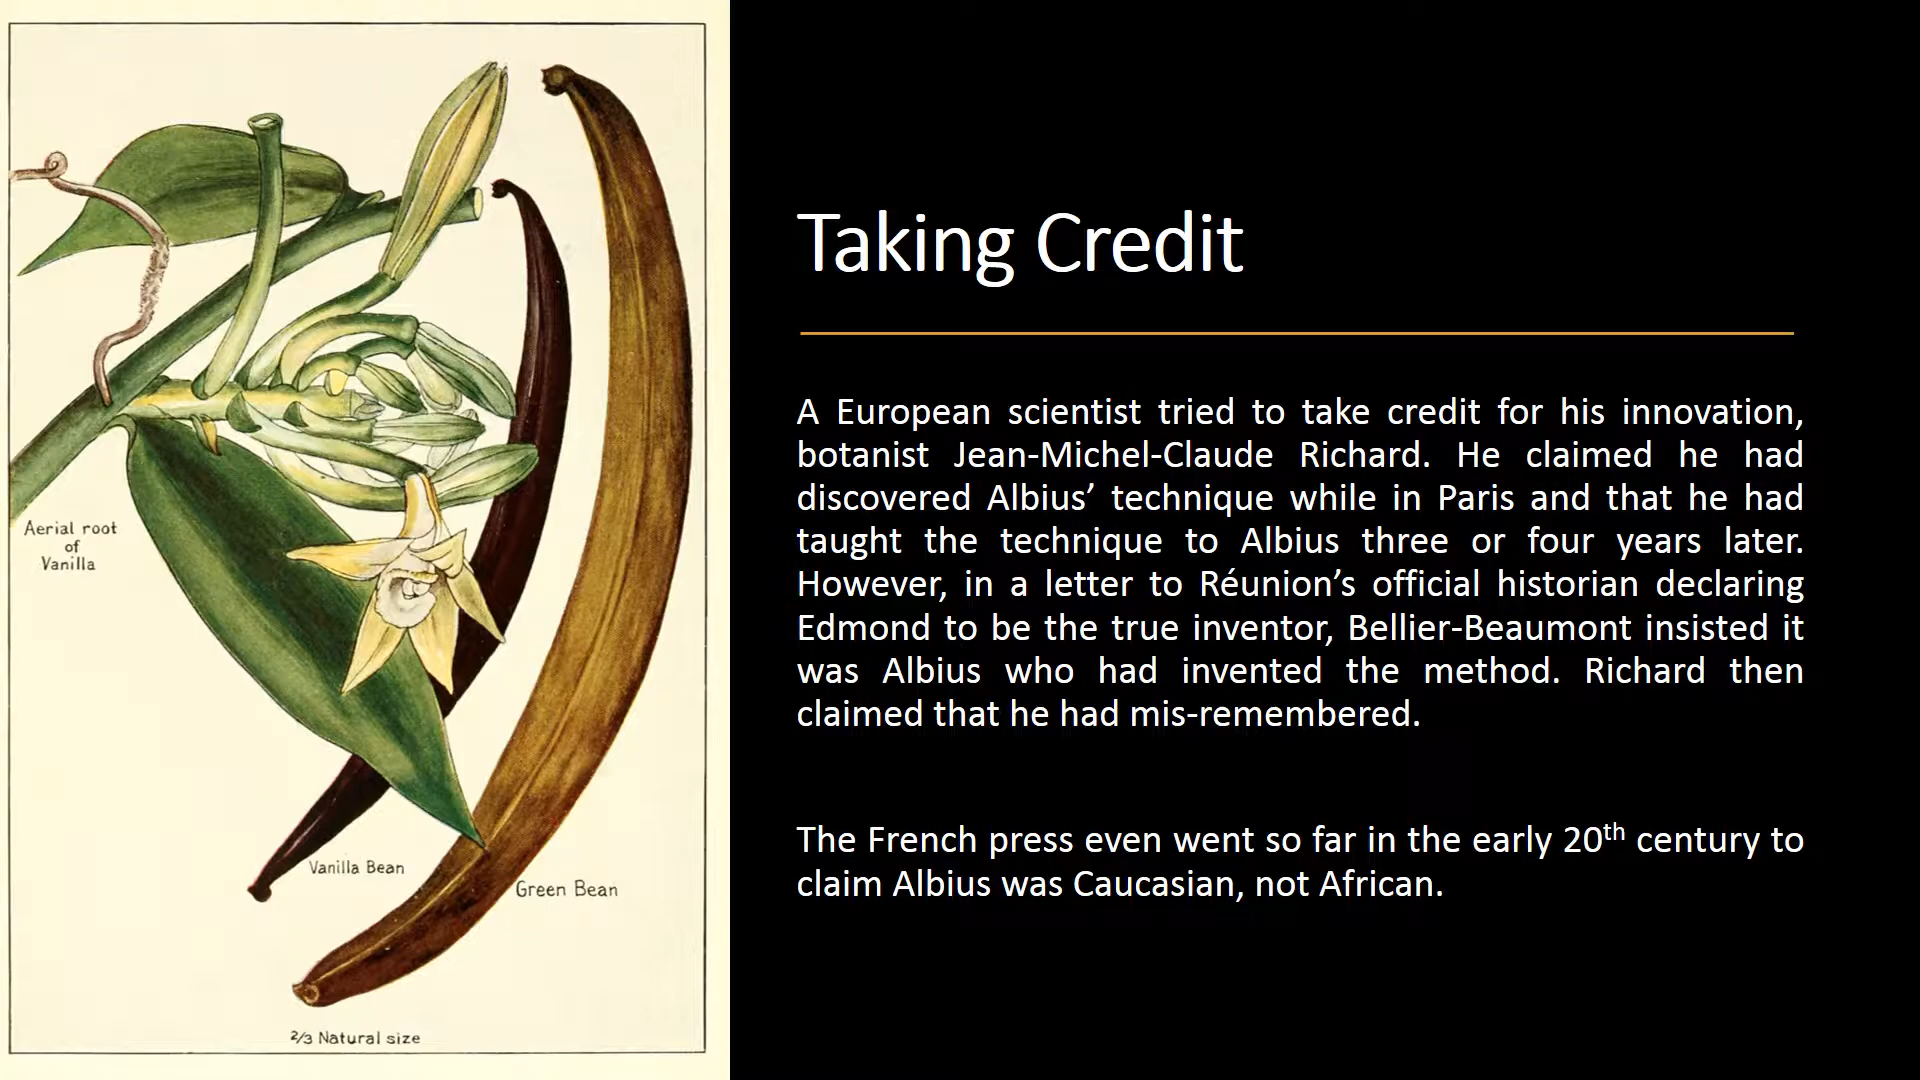 Aerial root
of
Vanilla
Vanilla Bean
Green Bean
2/3 Natural size
Taking Credit
A European scientist tried to take credit for his innovation,
botanist Jean-Michel-Claude Richard. He claimed he had
discovered Albius’ technique while in Paris and that he had
taught the technique to Albius three or four years later.
However, in a letter to Réunion’s official historian declaring
Edmond to be the true inventor, Bellier-Beaumont insisted it
was Albius who had invented the method. Richard then
claimed that he had mis-remembered.
The French press even went so far in the early 20th century to
claim Albius was Caucasian, not African.